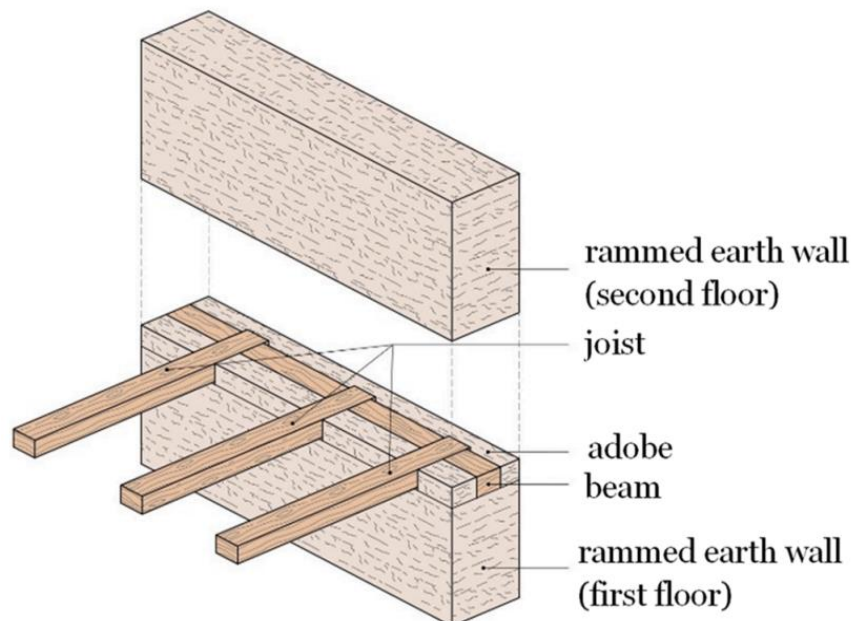 rammed earth wall
(second floor)
joist
adobe
beam
rammed earth wall
(first floor)